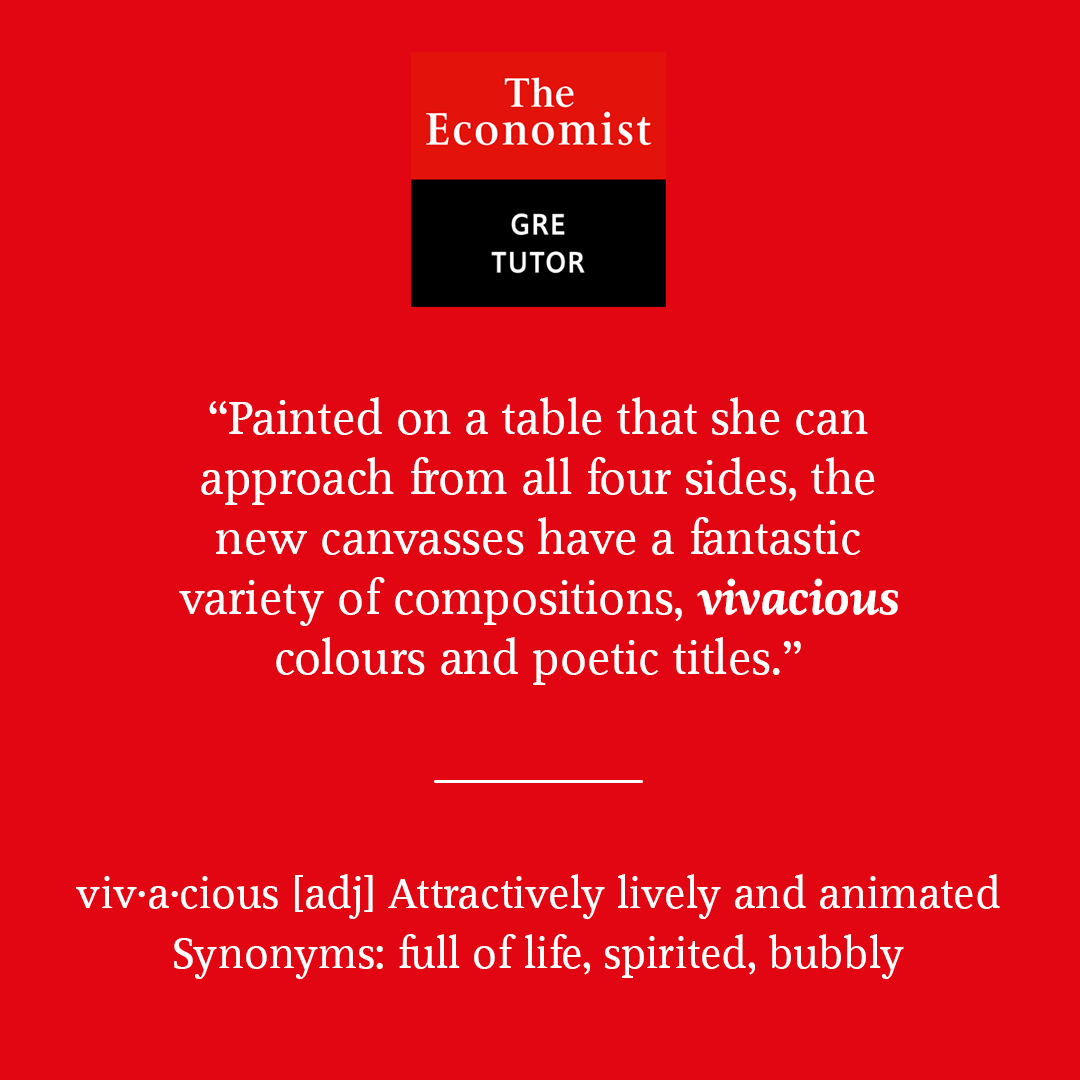 The
Economist
GRE
TUTOR
“Painted on a table that she can
approach from all four sides, the
new canvasses have a fantastic
variety of compositions, vivacious
colours and poetic titles.”
viv·a·cious [adj] Attractively lively and animated
Synonyms: full of life, spirited, bubbly